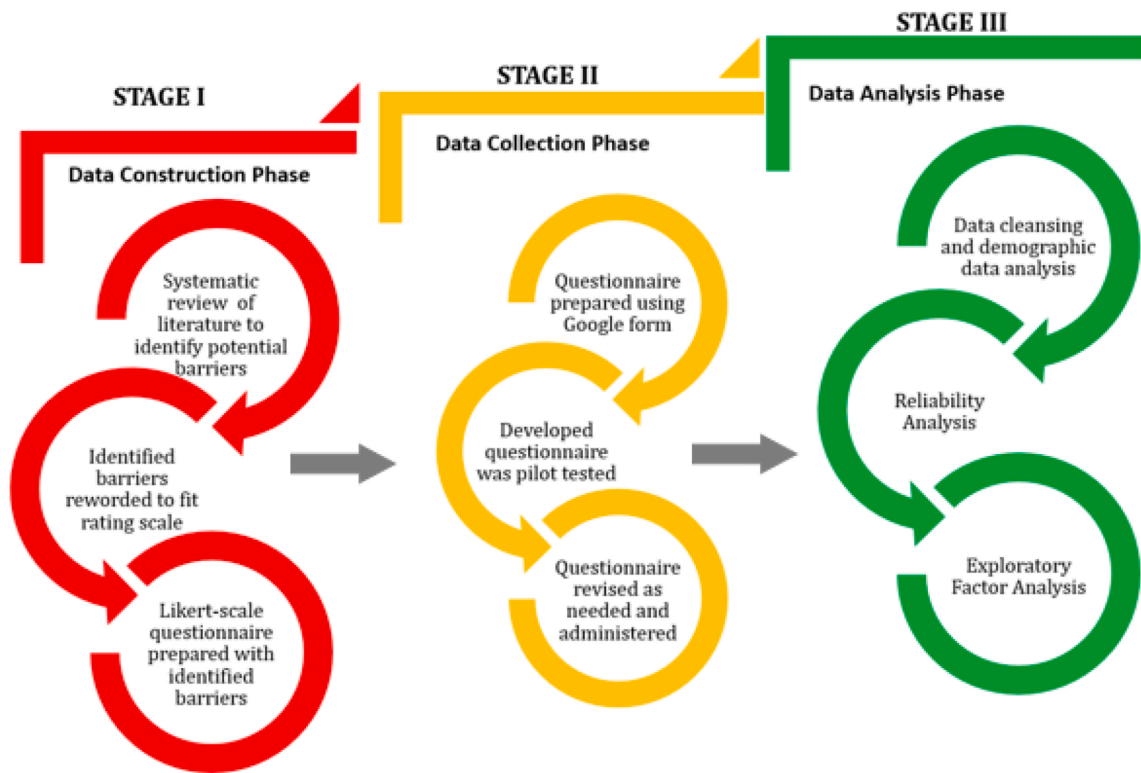 STAGE I
Data Construction Phase
Systematic
review of
literature to
identify potential
barriers
Identified
barriers
reworded to fit
rating scale
Likert-scale
questionnaire
prepared with
identified
barriers
STAGE II
Data Collection Phase
Questionnaire
prepared using
Google form
Developed
questionnaire
was pilot tested
Questionnaire
revised as
needed and
administered
STAGE III
Data Analysis Phase
Data cleansing
and demographic
data analysis
Reliability
Analysis
Exploratory
Factor Analysis